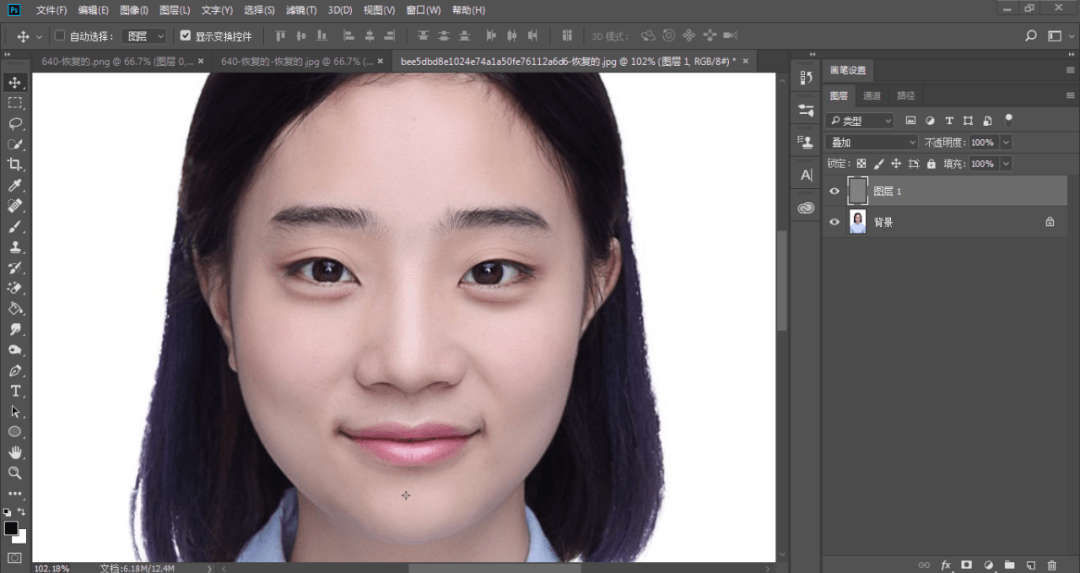 Ps 文件(F) 编辑(E) 图像(I) 图层(L) 文字(Y) 选择(S) 滤镜(T) 3D(D) 视图(V) 窗口(W) 帮助(H)
自动选择: 图层 显示变换控件 3D 模式:
640-恢复的.png @ 66.7% (图层 0,... × 640-恢复的-恢复的.jpg @ 66.7% (... × bee5dbd8e1024e74a1a50fe76112a6d6-恢复的.jpg @ 102% (图层 1, RGB/8#) * ×
画笔设置
图层 通道 路径
类型
叠加 不透明度: 100%
锁定: 填充: 100%
图层 1
背景
102.18% 文档:6.18M/12.4M